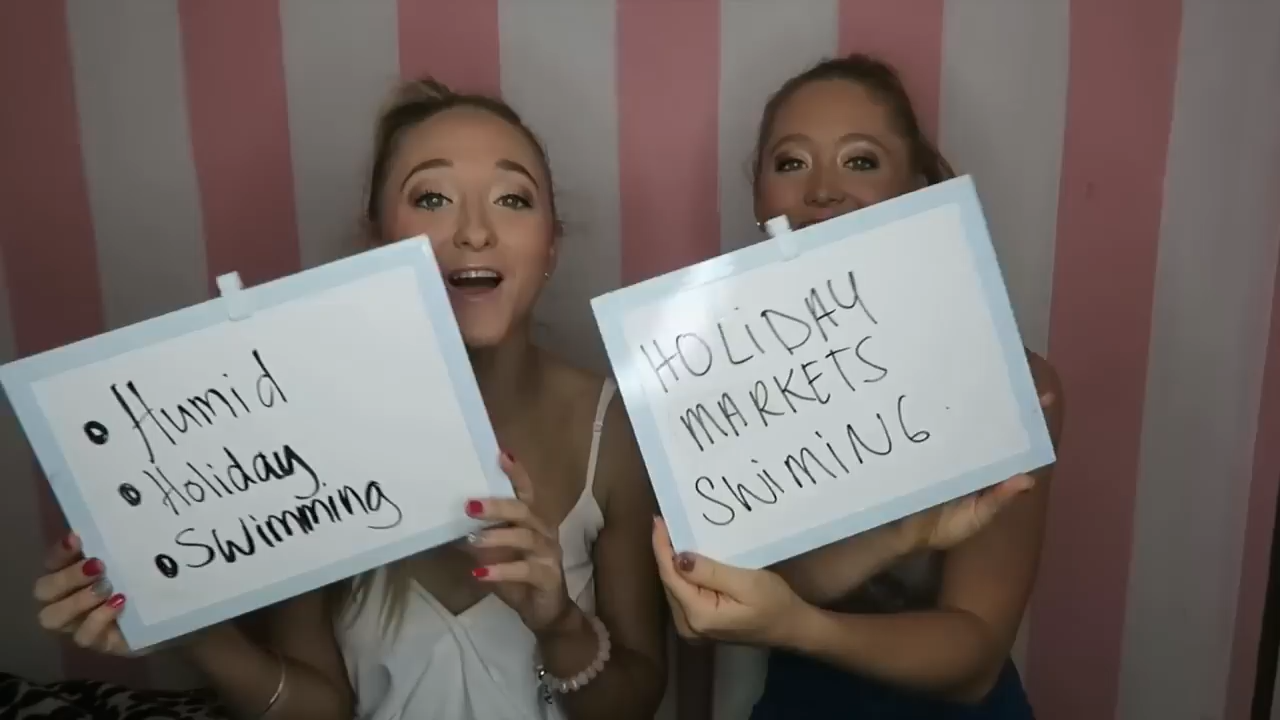 • Humid
• Holiday
• Swimming
HOLiDAY
MARKETS
SWiMiNG.